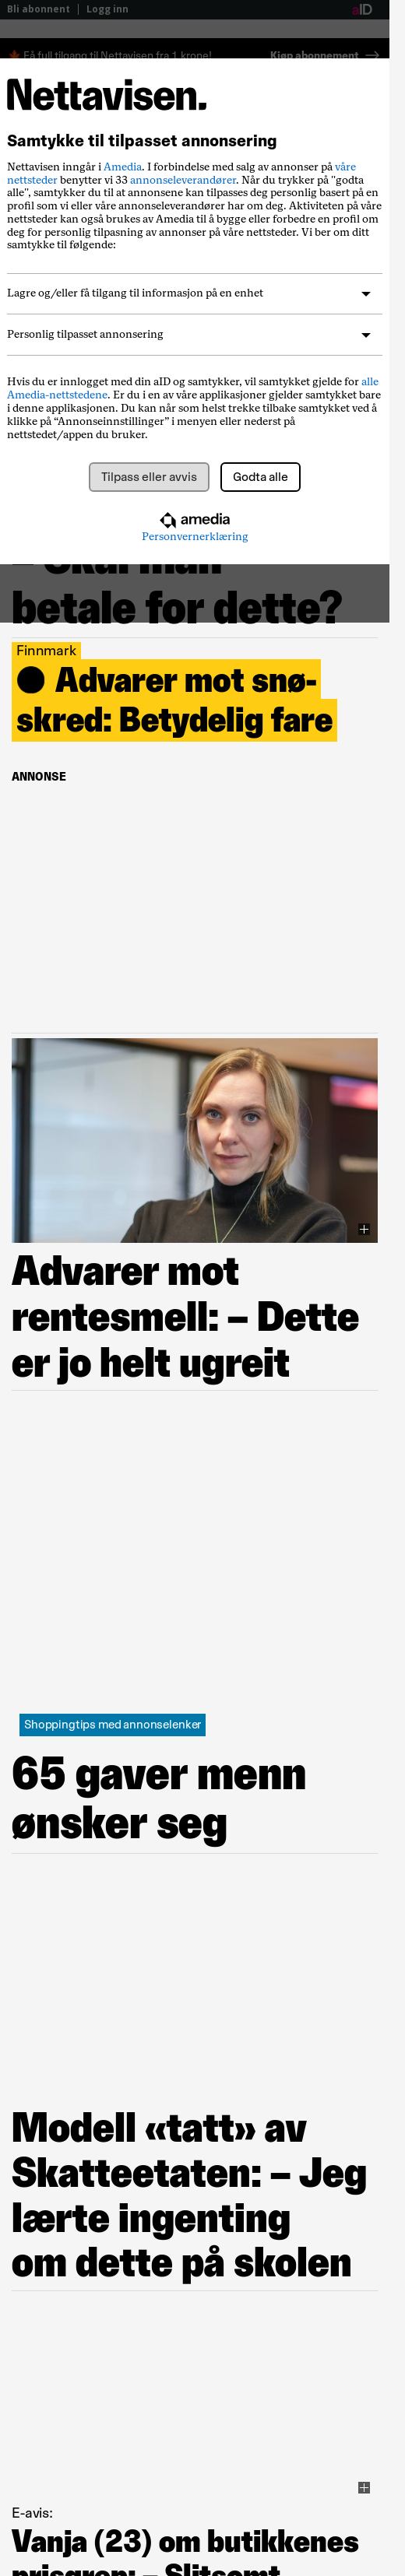 Bli abonnent | Logg inn
aID
Få full tilgang til Nettavisen fra 1 krone! Kjøp abonnement →
Nettavisen.
Samtykke til tilpasset annonsering
Nettavisen ingår i Amedia. I forbindelse med salg av annonser på våre
nettsteder benytter vi 33 annonseleverandører. Når du trykker på "godta
alle", samtykker du til at annonsene kan tilpasses deg personlig basert på en
profil som vi eller våre annonseleverandører har om deg. Aktiviteten på våre
nettsteder kan også brukes av Amedia til å bygge eller forbedre en profil om
deg for personlig tilpasning av annonser på våre nettsteder. Vi ber om ditt
samtykke til følgende:
Lagre og/eller få tilgang til informasjon på en enhet
Personlig tilpasset annonsering
Hvis du er innlogget med din aID og samtykker, vil samtykket gjelde for alle
Amedia-nettstedene. Er du i en av våre applikasjoner gjelder samtykket bare
i denne applikasjonen. Du kan når som helst trekke tilbake samtykket ved å
klikke på “Annonseinnstillinger” i menyen eller nederst på
nettstedet/appen du bruker.
Tilpass eller avvis
Godta alle
amedia
Personvernerklæring
– Skal man
betale for dette?
Finnmark
Advarer mot snø-
skred: Betydelig fare
ANNONSE
Advarer mot
rentesmell: – Dette
er jo helt ugreit
Shoppingtips med annonselenker
65 gaver menn
ønsker seg
Modell «tatt» av
Skatteetaten: – Jeg
lærte ingenting
om dette på skolen
E-avis:
Vanja (23) om butikkenes
prisgrep: – Slitsomt